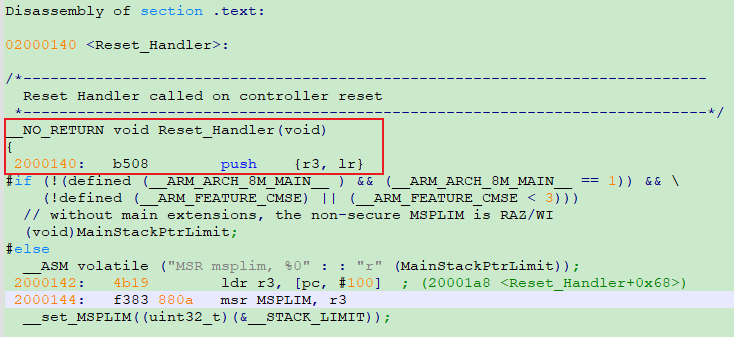 Disassembly of section .text:
02000140 <Reset_Handler>:
/*---------------------------------------------------------------------------
  Reset Handler called on controller reset
 *---------------------------------------------------------------------------*/
__NO_RETURN void Reset_Handler(void)
{
 2000140:	b508      	push	{r3, lr}
#if (!(defined (__ARM_ARCH_8M_MAIN__ ) && (__ARM_ARCH_8M_MAIN__ == 1)) && \
    (!defined (__ARM_FEATURE_CMSE) || (__ARM_FEATURE_CMSE < 3)))
  // without main extensions, the non-secure MSPLIM is RAZ/WI
  (void)MainStackPtrLimit;
#else
  __ASM volatile ("MSR msplim, %0" : : "r" (MainStackPtrLimit));
 2000142:	4b19      	ldr	r3, [pc, #100]	; (20001a8 <Reset_Handler+0x68>)
 2000144:	f383 880a 	msr	MSPLIM, r3
  __set_MSPLIM((uint32_t)(&__STACK_LIMIT));